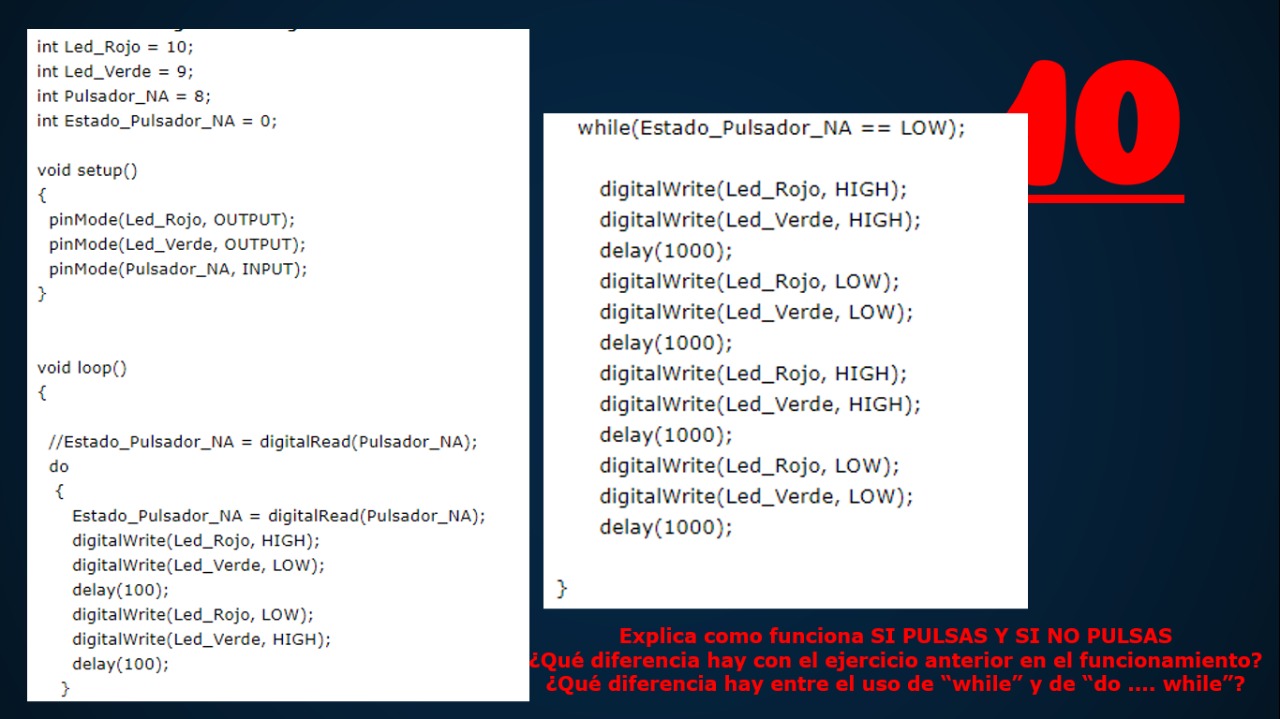 int Led_Rojo = 10;
int Led_Verde = 9;
int Pulsador_NA = 8;
int Estado_Pulsador_NA = 0;
void setup()
{
pinMode(Led_Rojo, OUTPUT);
pinMode(Led_Verde, OUTPUT);
pinMode(Pulsador_NA, INPUT);
}
void loop()
{
//Estado_Pulsador_NA = digitalRead(Pulsador_NA);
do
{
Estado_Pulsador_NA = digitalRead(Pulsador_NA);
digitalWrite(Led_Rojo, HIGH);
digitalWrite(Led_Verde, LOW);
delay(100);
digitalWrite(Led_Rojo, LOW);
digitalWrite(Led_Verde, HIGH);
delay(100);
}
while(Estado_Pulsador_NA == LOW);
digitalWrite(Led_Rojo, HIGH);
digitalWrite(Led_Verde, HIGH);
delay(1000);
digitalWrite(Led_Rojo, LOW);
digitalWrite(Led_Verde, LOW);
delay(1000);
digitalWrite(Led_Rojo, HIGH);
digitalWrite(Led_Verde, HIGH);
delay(1000);
digitalWrite(Led_Rojo, LOW);
digitalWrite(Led_Verde, LOW);
delay(1000);
}
10
Explica como funciona SI PULSAS Y SI NO PULSAS
¿Qué diferencia hay con el ejercicio anterior en el funcionamiento?
¿Qué diferencia hay entre el uso de “while” y de “do .... while”?